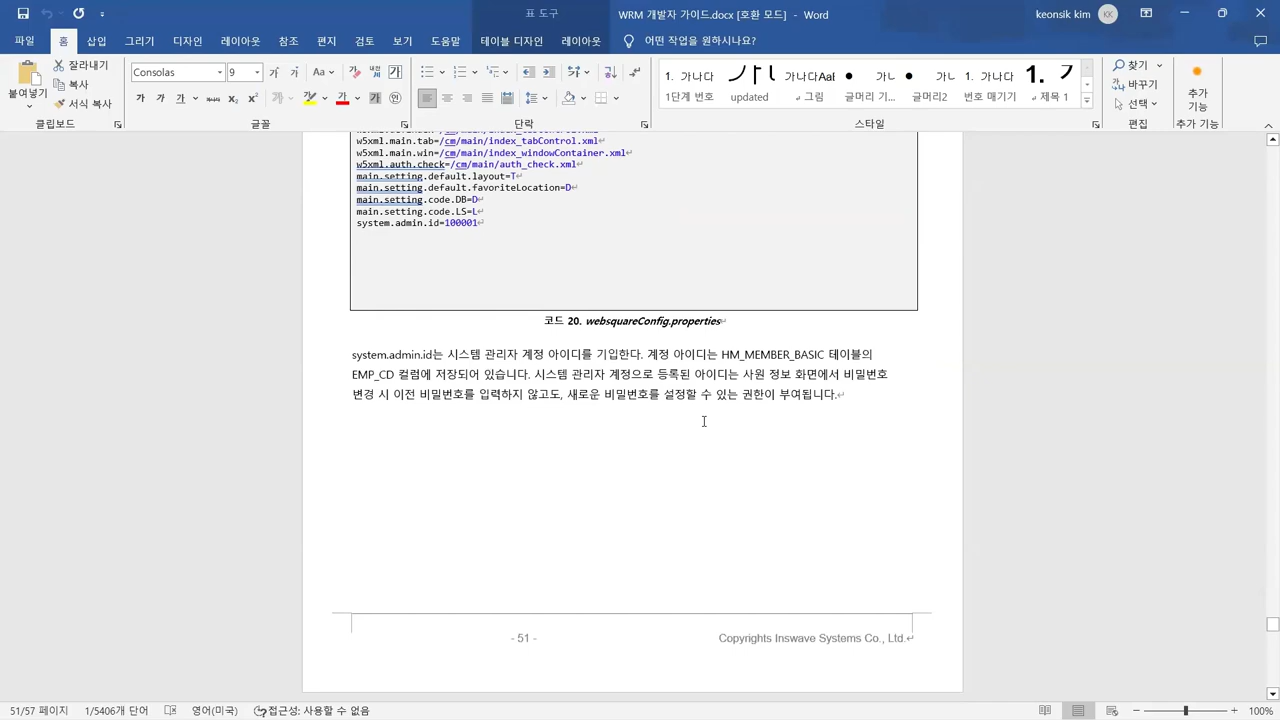 표 도구
WRM 개발자 가이드.docx [호환 모드] - Word
keonsik kim KK
파일 홈 삽입 그리기 디자인 레이아웃 참조 편지 검토 보기 도움말 테이블 디자인 레이아웃 어떤 작업을 원하시나요?
붙여넣기 잘라내기 복사 서식 복사
Consolas 9
1. 가나다 가나다Aa 가나 가나 1. 가나다
1단계 번호 updated 그림 글머리 기... 글머리2 번호 매기기 제목 1
찾기 바꾸기 선택
추가 기능
클립보드 글꼴 단락 스타일 편집 추가 기능
w5xml.main.tab=/cm/main/index_tabControl.xml
w5xml.main.win=/cm/main/index_windowContainer.xml
w5xml.auth.check=/cm/main/auth_check.xml
main.setting.default.layout=T
main.setting.default.favoriteLocation=D
main.setting.code.DB=D
main.setting.code.LS=L
system.admin.id=100001
코드 20. websquareConfig.properties
system.admin.id는 시스템 관리자 계정 아이디를 기입한다. 계정 아이디는 HM_MEMBER_BASIC 테이블의
EMP_CD 컬럼에 저장되어 있습니다. 시스템 관리자 계정으로 등록된 아이디는 사원 정보 화면에서 비밀번호
변경 시 이전 비밀번호를 입력하지 않고도, 새로운 비밀번호를 설정할 수 있는 권한이 부여됩니다.
- 51 -
Copyrights Inswave Systems Co., Ltd.
51/57 페이지 1/5406개 단어 영어(미국) 접근성: 사용할 수 없음 100%